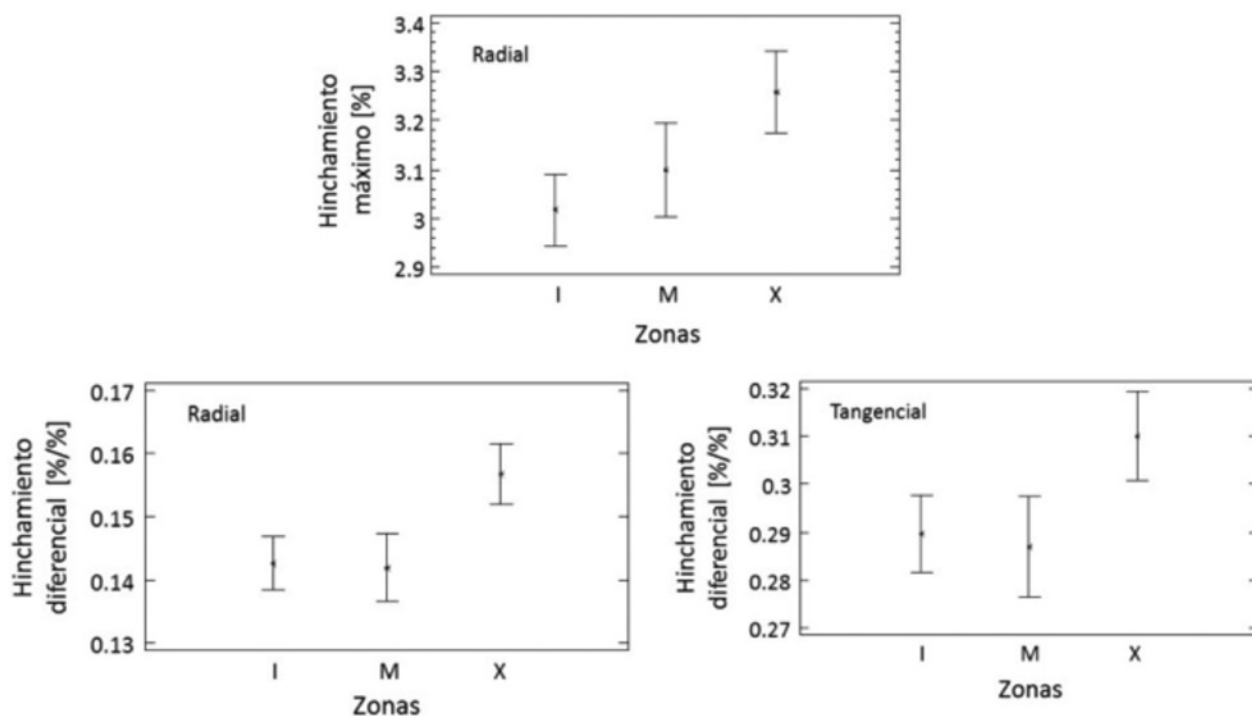 Hinchamiento
máximo [%]
3.4
3.3
3.2
3.1
3
2.9
Radial
I M X
Zonas
Hinchamiento
diferencial [%/%]
0.17
0.16
0.15
0.14
0.13
Radial
I M X
Zonas
Hinchamiento
diferencial [%/%]
0.32
0.31
0.3
0.29
0.28
0.27
Tangencial
I M X
Zonas